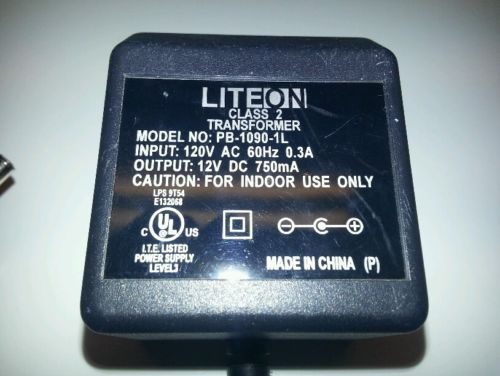 LITEON
CLASS 2
TRANSFORMER
MODEL NO: PB-1090-1L
INPUT: 120V AC 60Hz 0.3A
OUTPUT: 12V DC 750mA
CAUTION: FOR INDOOR USE ONLY
LPS 9T54
E132068
C UL US
I.T.E. LISTED
POWER SUPPLY
LEVEL3
MADE IN CHINA (P)